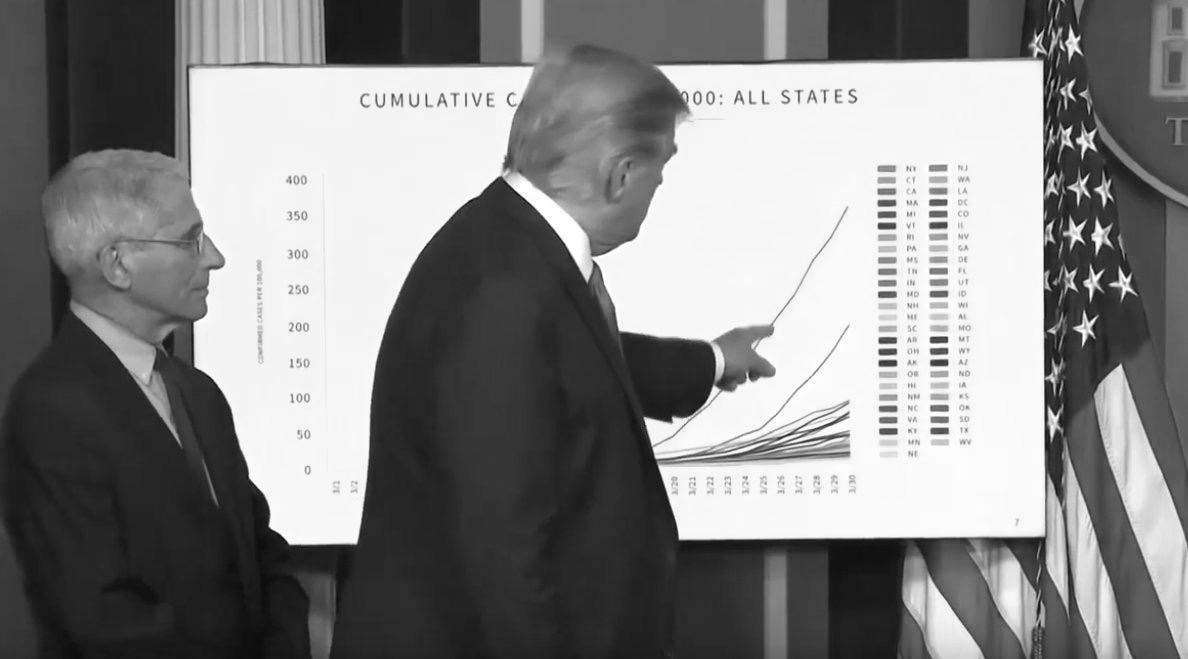 CUMULATIVE C 000: ALL STATES
CONFIRMED CASES PER 100,000
400
350
300
250
200
150
100
50
0
3/1 3/2 3/20 3/21 3/22 3/23 3/24 3/25 3/26 3/27 3/28 3/29 3/30
NY NJ
CT WA
CA LA
MA DC
MI CO
VT IL
RI NV
PA GA
MS DE
TN FL
IN UT
MD ID
NH WI
ME AL
SC MO
AR MT
OH WY
AK AZ
OR ND
HI IA
NM KS
NC OK
VA SD
KY TX
MN WV
NE
7
T